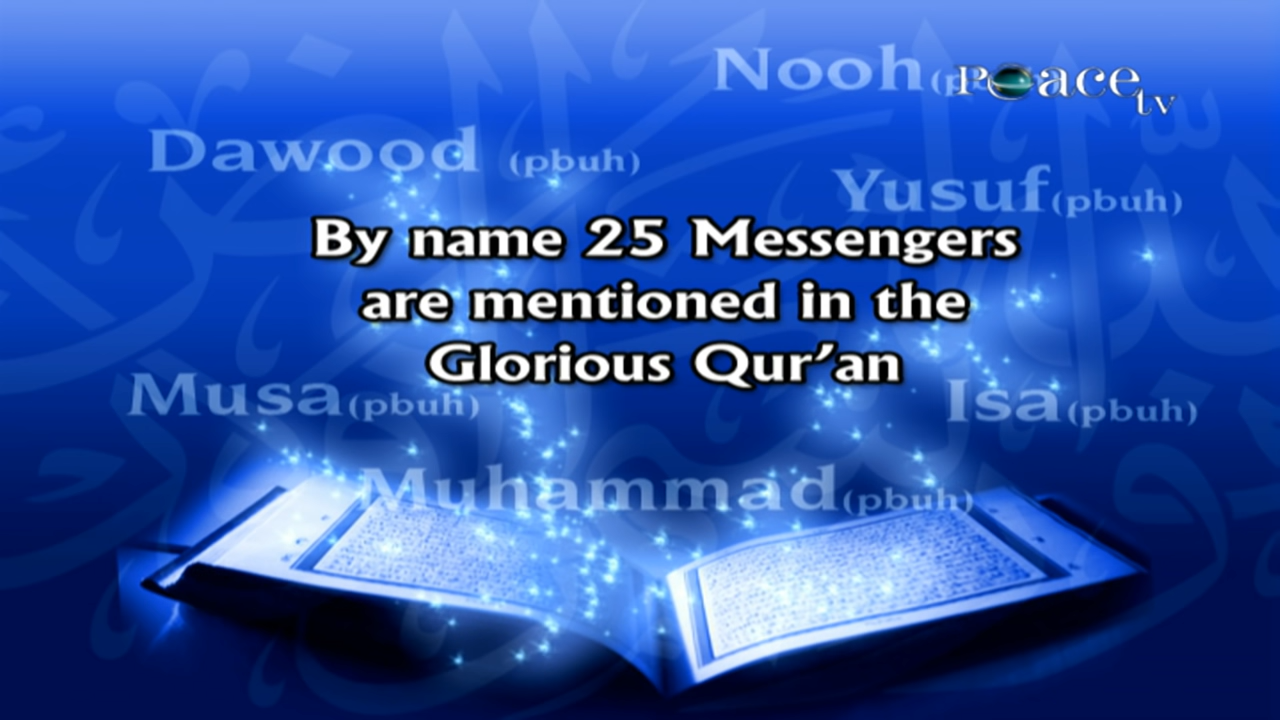 Nooh
Peace tv
Dawood (pbuh)
Yusuf (pbuh)
By name 25 Messengers
are mentioned in the
Glorious Qur’an
Musa (pbuh)
Isa (pbuh)
Muhammad (pbuh)